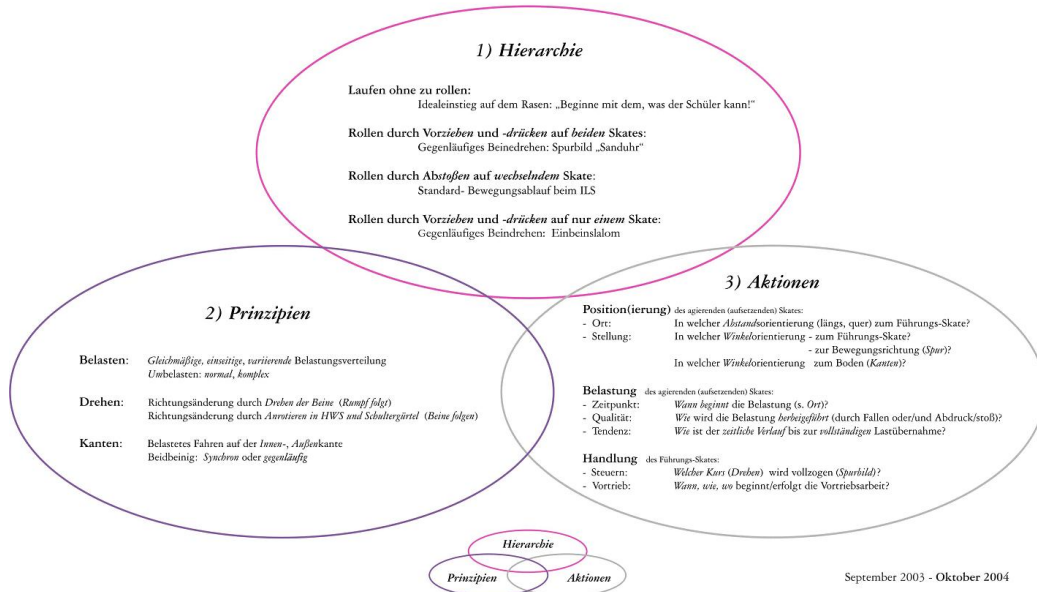 1) Hierarchie
Laufen ohne zu rollen:
Idealeinstieg auf dem Rasen: „Beginne mit dem, was der Schüler kann!"
Rollen durch Vorziehen und -drücken auf beiden Skates:
Gegenläufiges Beinedrehen: Spurbild „Sanduhr"
Rollen durch Abstoßen auf wechselndem Skate:
Standard- Bewegungsablauf beim ILS
Rollen durch Vorziehen und -drücken auf nur einem Skate:
Gegenläufiges Beindrehen: Einbeinslalom
2) Prinzipien
Belasten: Gleichmäßige, einseitige, variierende Belastungsverteilung
Umbelasten: normal, komplex
Drehen: Richtungsänderung durch Drehen der Beine (Rumpf folgt)
Richtungsänderung durch Anrotieren in HWS und Schultergürtel (Beine folgen)
Kanten: Belastetes Fahren auf der Innen-, Außenkante
Beidbeinig: Synchron oder gegenläufig
3) Aktionen
Position(ierung) des agierenden (aufsetzenden) Skates:
- Ort: In welcher Abstandsorientierung (längs, quer) zum Führungs-Skate?
- Stellung: In welcher Winkelorientierung - zum Führungs-Skate?
- zur Bewegungsrichtung (Spur)?
In welcher Winkelorientierung zum Boden (Kanten)?
Belastung des agierenden (aufsetzenden) Skates:
- Zeitpunkt: Wann beginnt die Belastung (s. Ort)?
- Qualität: Wie wird die Belastung herbeigeführt (durch Fallen oder/und Abdruck/stoß)?
- Tendenz: Wie ist der zeitliche Verlauf bis zur vollständigen Lastübernahme?
Handlung des Führungs-Skates:
- Steuern: Welcher Kurs (Drehen) wird vollzogen (Spurbild)?
- Vortrieb: Wann, wie, wo beginnt/erfolgt die Vortriebsarbeit?
Hierarchie
Prinzipien Aktionen
September 2003 - Oktober 2004